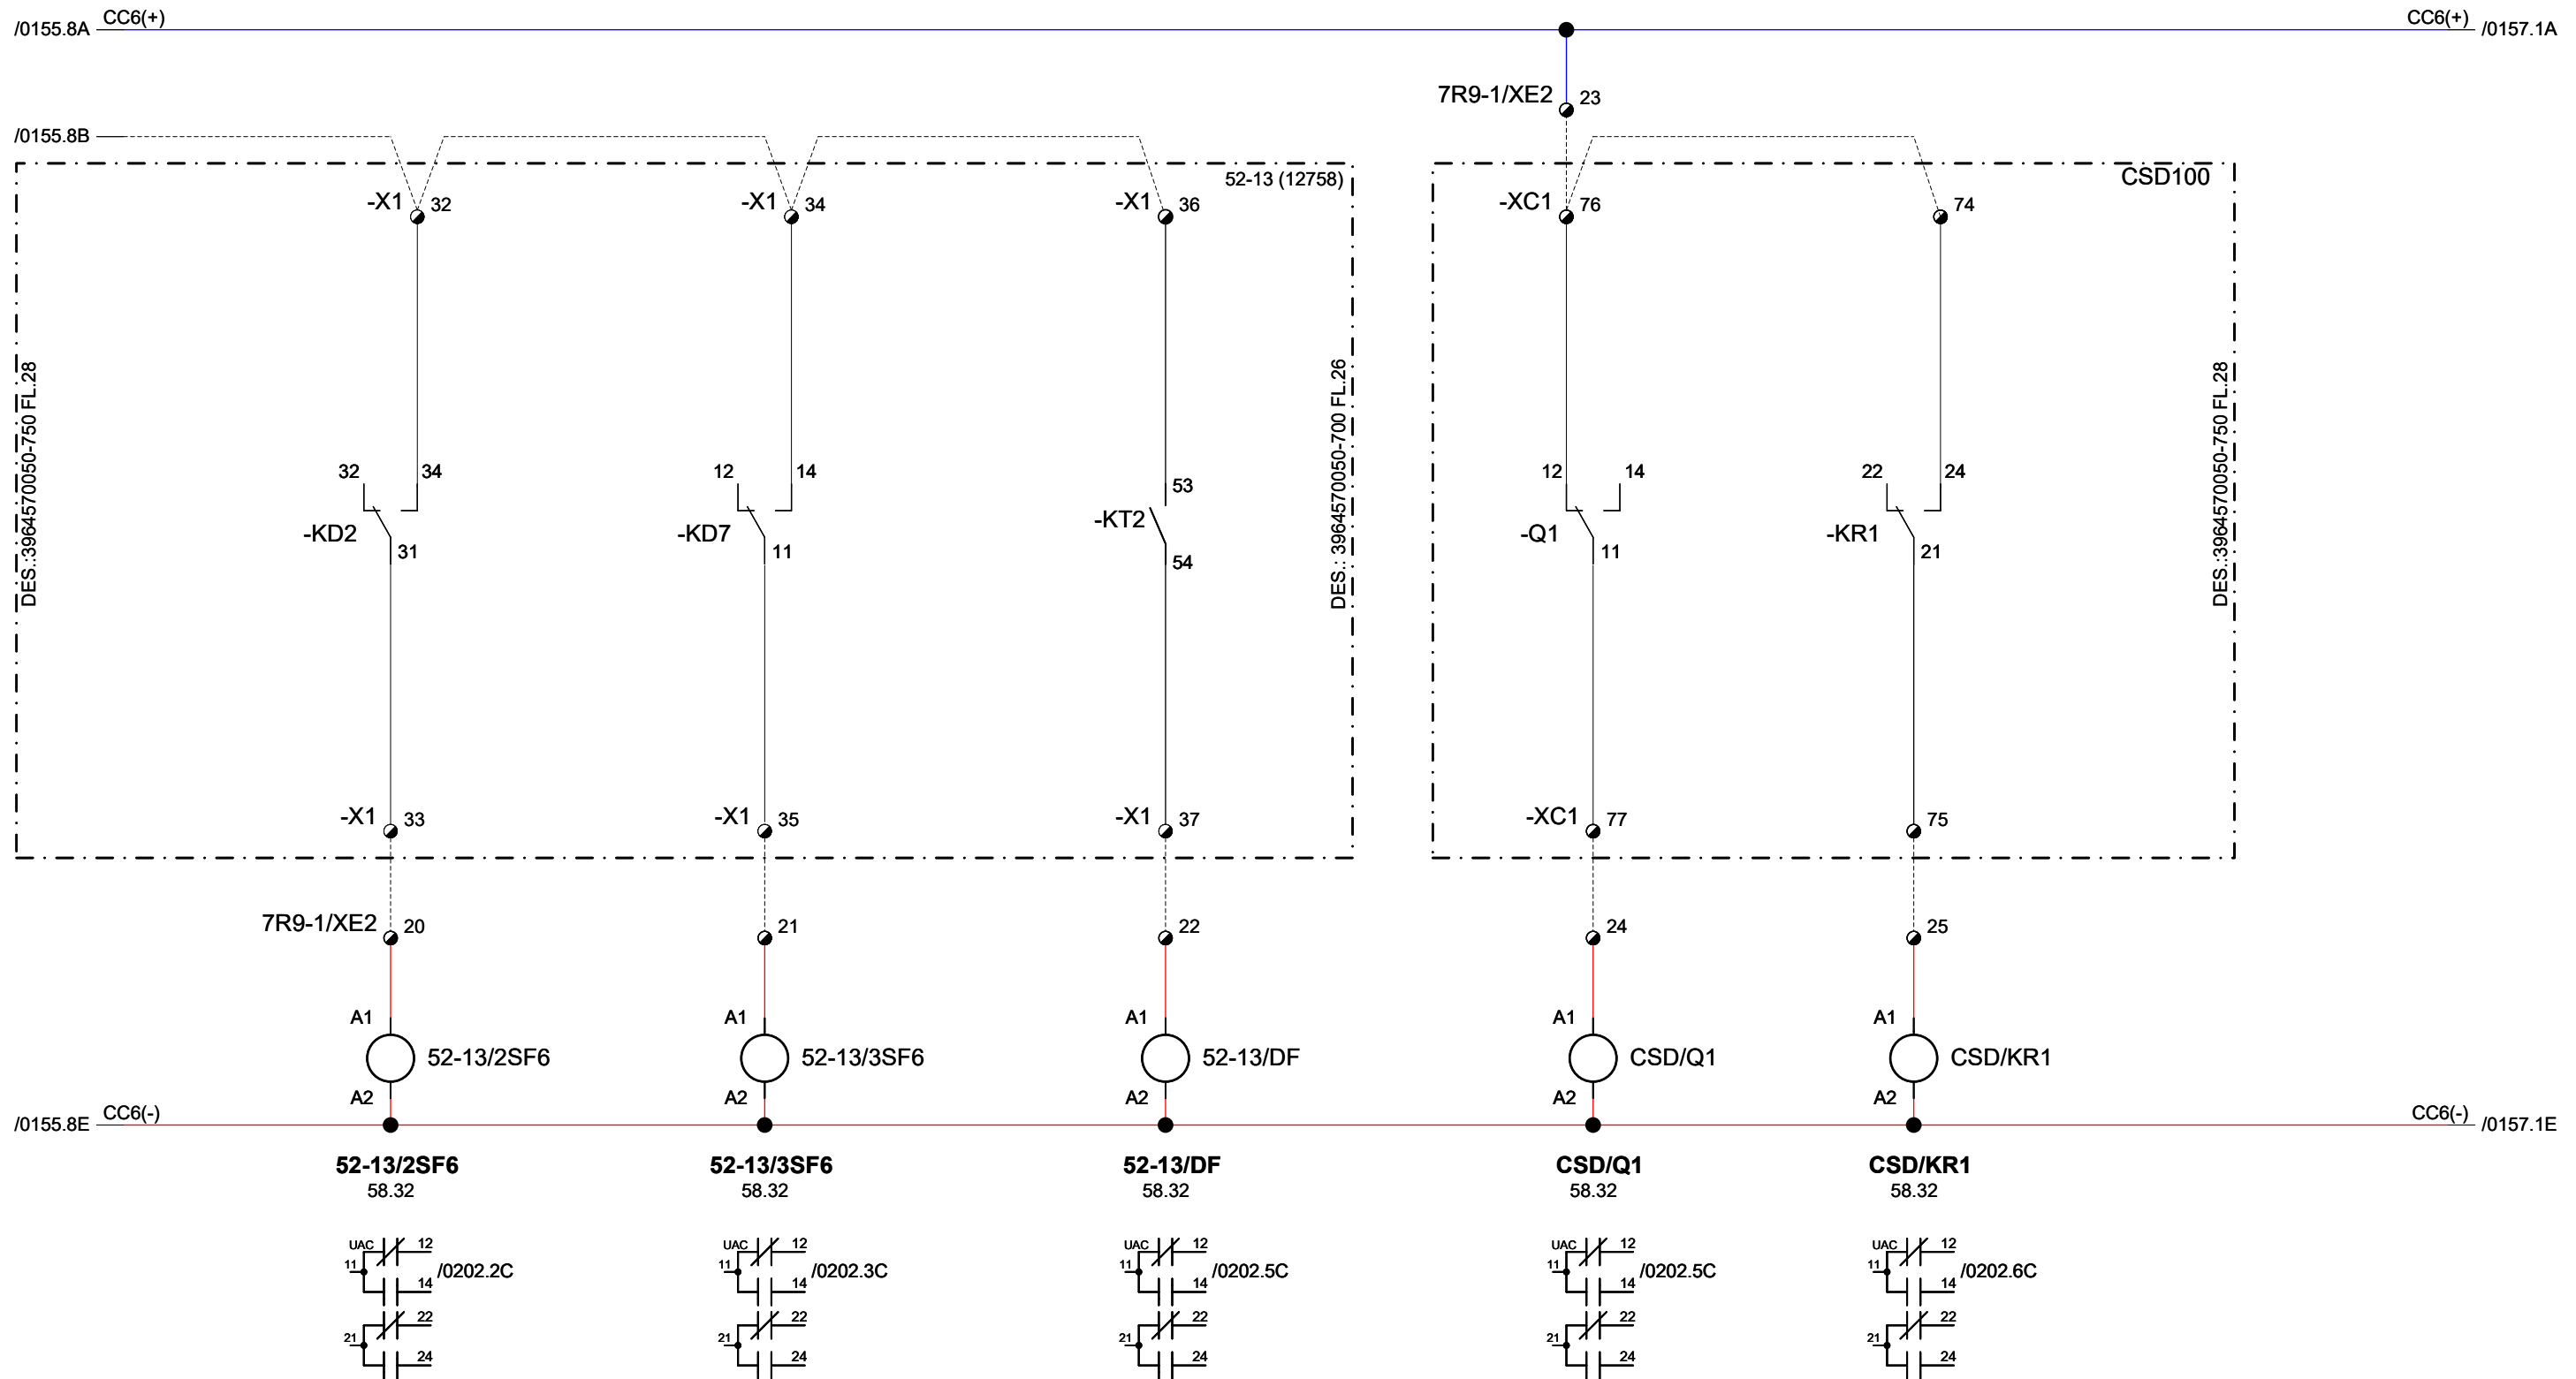 /0155.8A CC6(+) CC6(+) /0157.1A
7R9-1/XE2 23
/0155.8B
52-13 (12758) CSD100
-X1 32 -X1 34 -X1 36 -XC1 76 74
DES.:3964570050-750 FL.28
DES.: 3964570050-700 FL.26
DES.:3964570050-750 FL.28
32 34 12 14 53 12 14 22 24
-KD2 -KD7 -KT2 -Q1 -KR1
31 11 54 11 21
-X1 33 -X1 35 -X1 37 -XC1 77 75
7R9-1/XE2 20 21 22 24 25
A1 A1 A1 A1 A1
52-13/2SF6 52-13/3SF6 52-13/DF CSD/Q1 CSD/KR1
A2 A2 A2 A2 A2
/0155.8E CC6(-) CC6(-) /0157.1E
52-13/2SF6 52-13/3SF6 52-13/DF CSD/Q1 CSD/KR1
58.32 58.32 58.32 58.32 58.32
UAC 12 UAC 12 UAC 12 UAC 12 UAC 12
11 /0202.2C 11 /0202.3C 11 /0202.5C 11 /0202.5C 11 /0202.6C
14 14 14 14 14
22 22 22 22 22
21 21 21 21 21
24 24 24 24 24